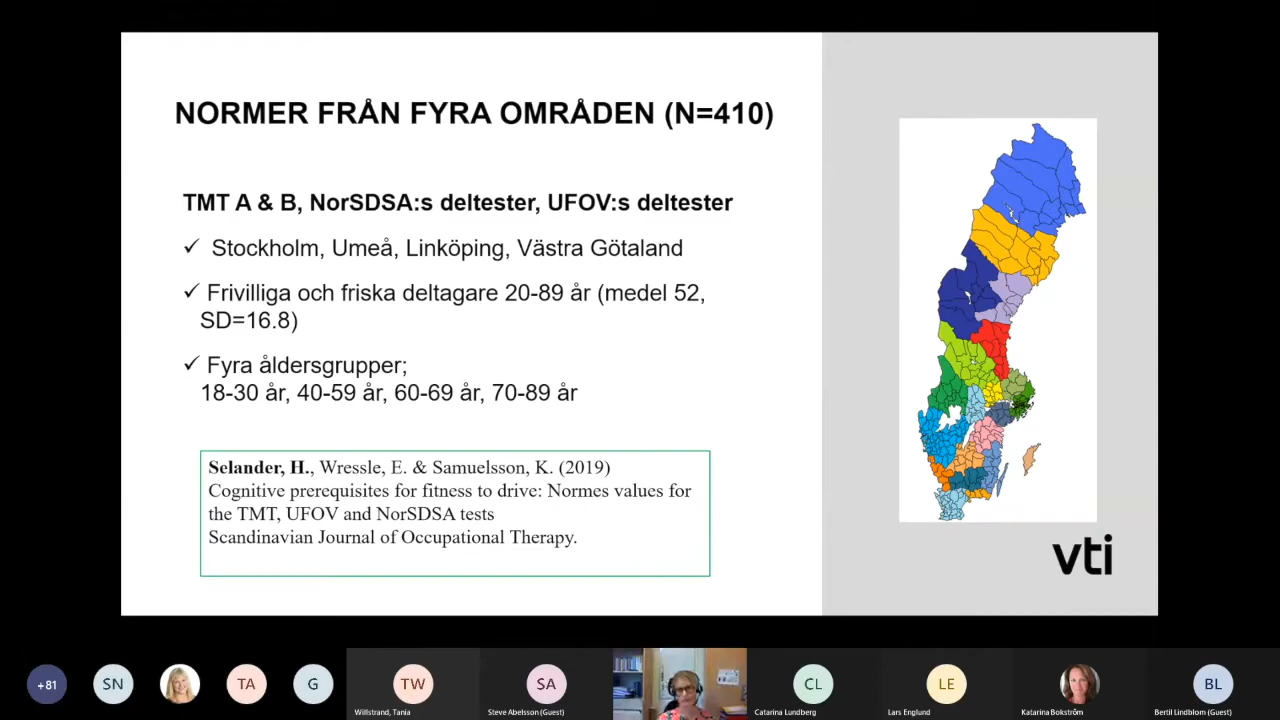 NORMER FRÅN FYRA OMRÅDEN (N=410)
TMT A & B, NorSDSA:s deltester, UFOV:s deltester
✓ Stockholm, Umeå, Linköping, Västra Götaland
✓ Frivilliga och friska deltagare 20-89 år (medel 52,
SD=16.8)
✓ Fyra åldersgrupper;
18-30 år, 40-59 år, 60-69 år, 70-89 år
Selander, H., Wressle, E. & Samuelsson, K. (2019)
Cognitive prerequisites for fitness to drive: Normes values for
the TMT, UFOV and NorSDSA tests
Scandinavian Journal of Occupational Therapy.
vti
+81
SN
TA
G
TW
SA
CL
LE
BL
Willstrand, Tania
Steve Abelsson (Guest)
Catarina Lundberg
Lars Englund
Katarina Bokström
Bertil Lindblom (Guest)